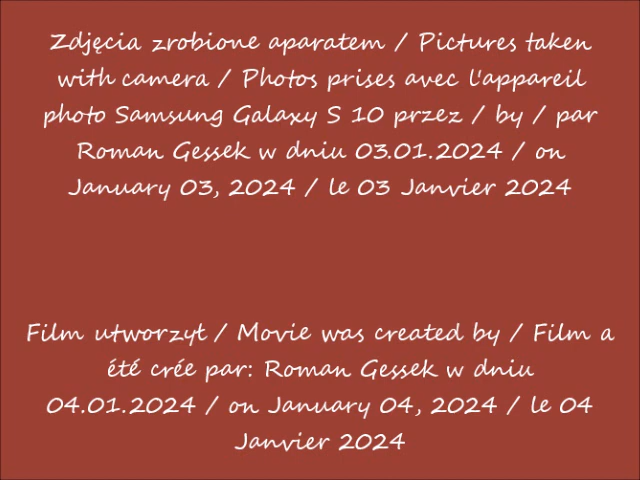 Zdjęcia zrobione aparatem / Pictures taken
with camera / Photos prises avec l'appareil
photo Samsung Galaxy S 10 przez / by / par
Roman Gessek w dniu 03.01.2024 / on
January 03, 2024 / le 03 Janvier 2024
Film utworzył / Movie was created by / Film a
été crée par: Roman Gessek w dniu
04.01.2024 / on January 04, 2024 / le 04
Janvier 2024